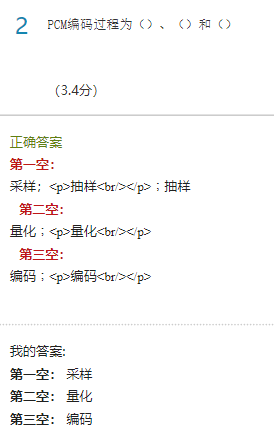 2 PCM编码过程为（）、（）和（）
（3.4分）
正确答案
第一空：
采样；<p>抽样<br/></p>；抽样
第二空：
量化；<p>量化<br/></p>
第三空：
编码；<p>编码<br/></p>
我的答案:
第一空： 采样
第二空： 量化
第三空： 编码